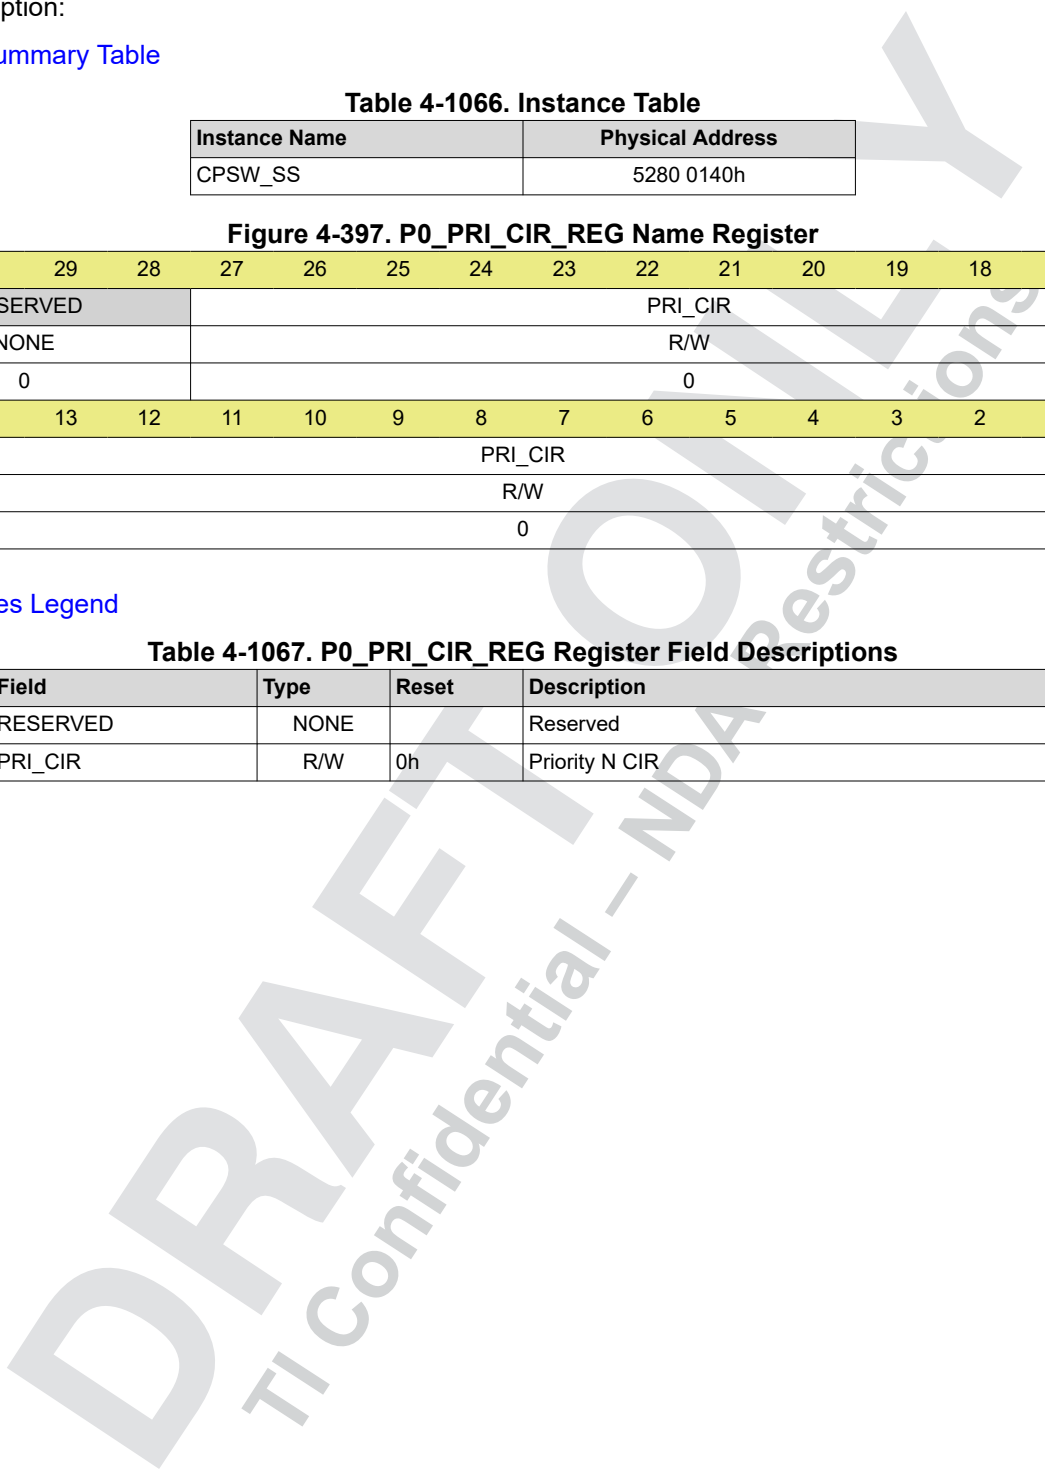 ption:
ummary Table
Table 4-1066. Instance Table
Instance Name Physical Address
CPSW_SS 5280 0140h
Figure 4-397. P0_PRI_CIR_REG Name Register
29 28 27 26 25 24 23 22 21 20 19 18
SERVED PRI_CIR
NONE R/W
0 0
13 12 11 10 9 8 7 6 5 4 3 2
PRI_CIR
R/W
0
es Legend
Table 4-1067. P0_PRI_CIR_REG Register Field Descriptions
Field Type Reset Description
RESERVED NONE Reserved
PRI_CIR R/W 0h Priority N CIR
DRAFT ONLY
TI Confidential — NDA Restrictions